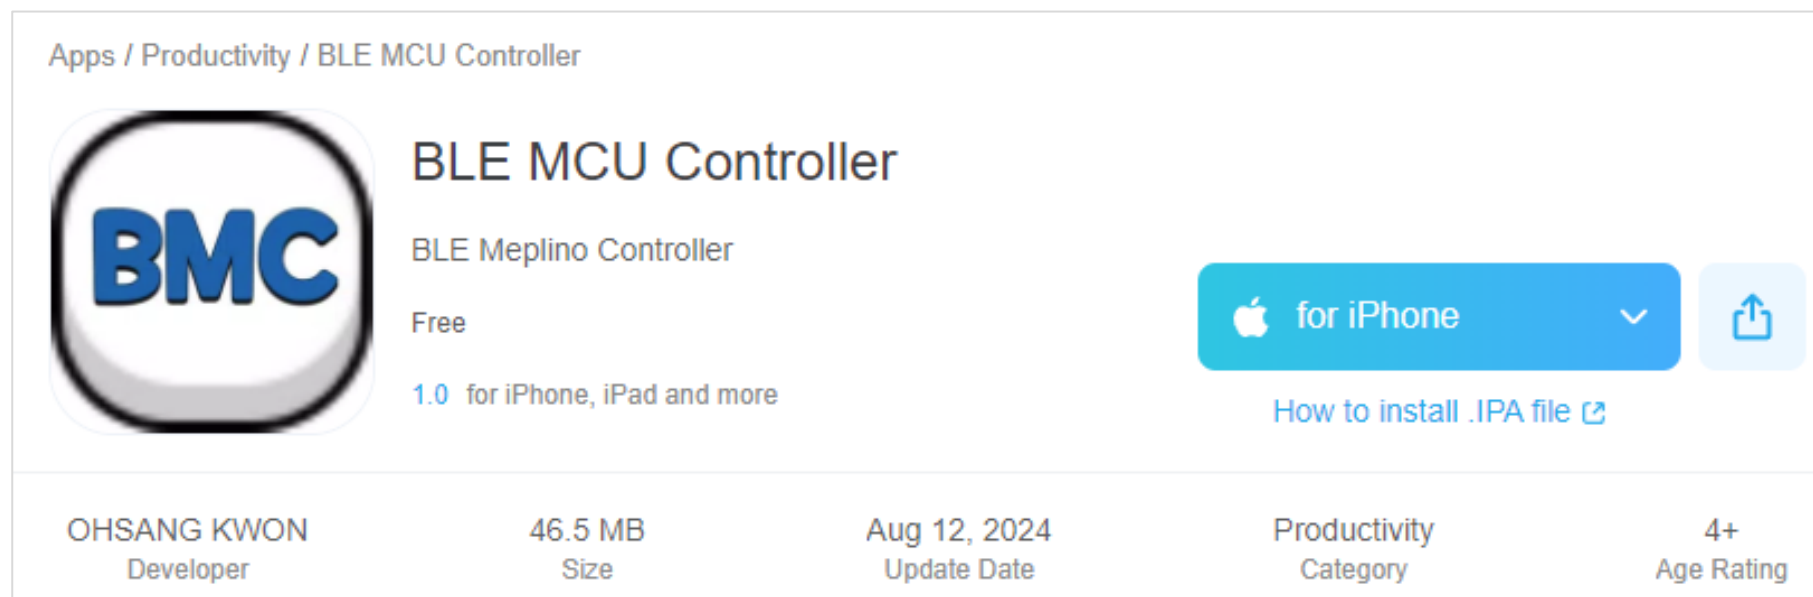 Apps / Productivity / BLE MCU Controller
BMC
BLE MCU Controller
BLE Meplino Controller
Free
1.0 for iPhone, iPad and more
for iPhone
How to install .IPA file
OHSANG KWON
Developer
46.5 MB
Size
Aug 12, 2024
Update Date
Productivity
Category
4+
Age Rating